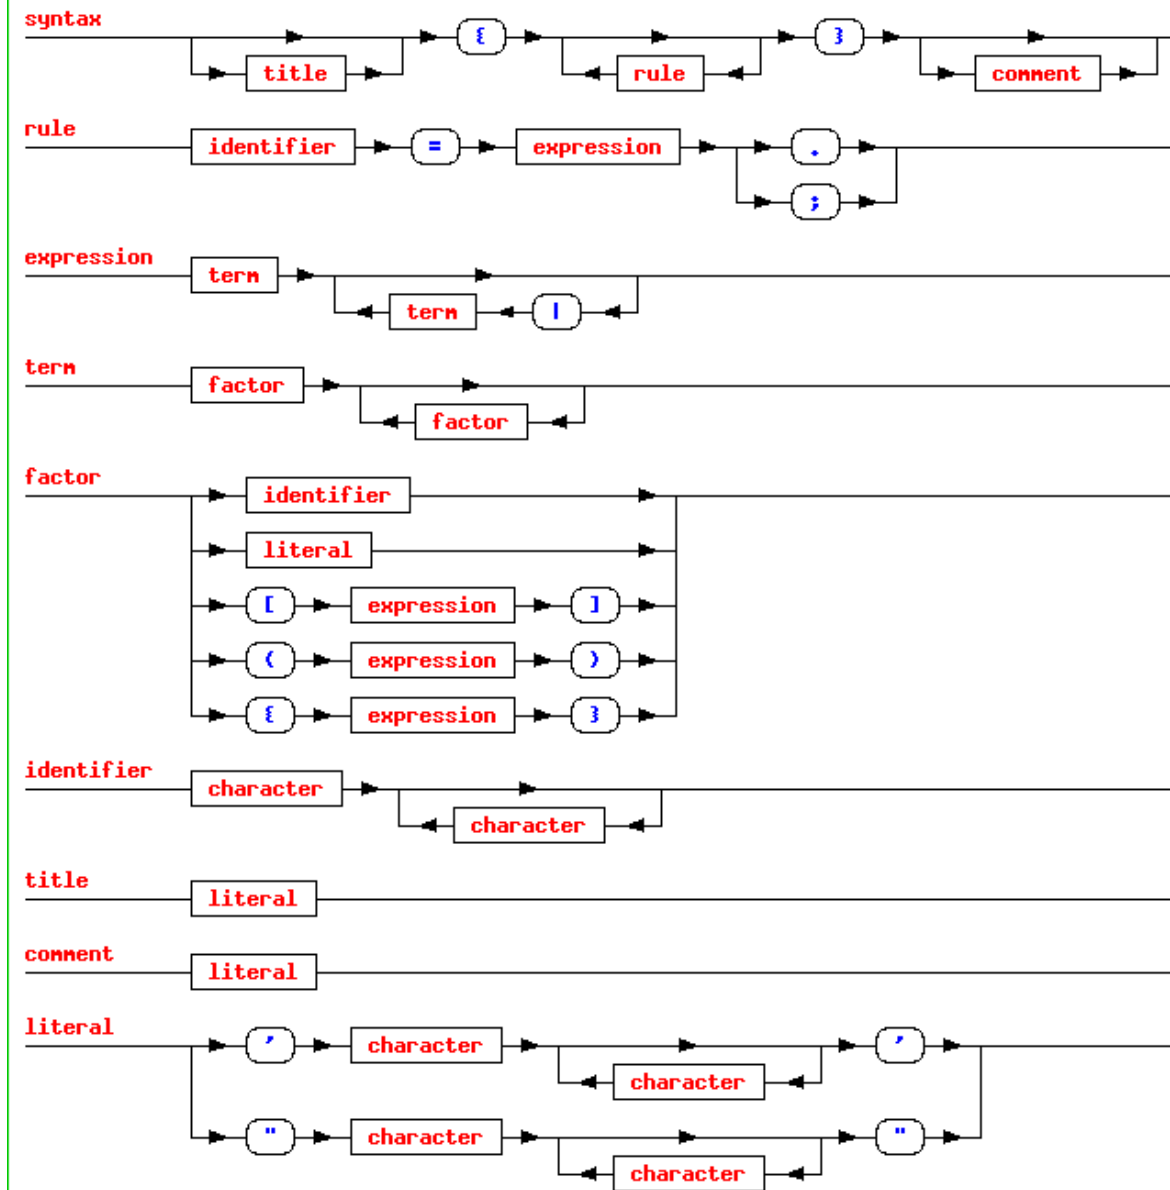 syntax
{ }
title rule comment
rule
identifier = expression .
;
expression
term
term |
term
factor
factor
factor
identifier
literal
[ expression ]
( expression )
{ expression }
identifier
character
character
title
literal
comment
literal
literal
' character '
character
" character "
character